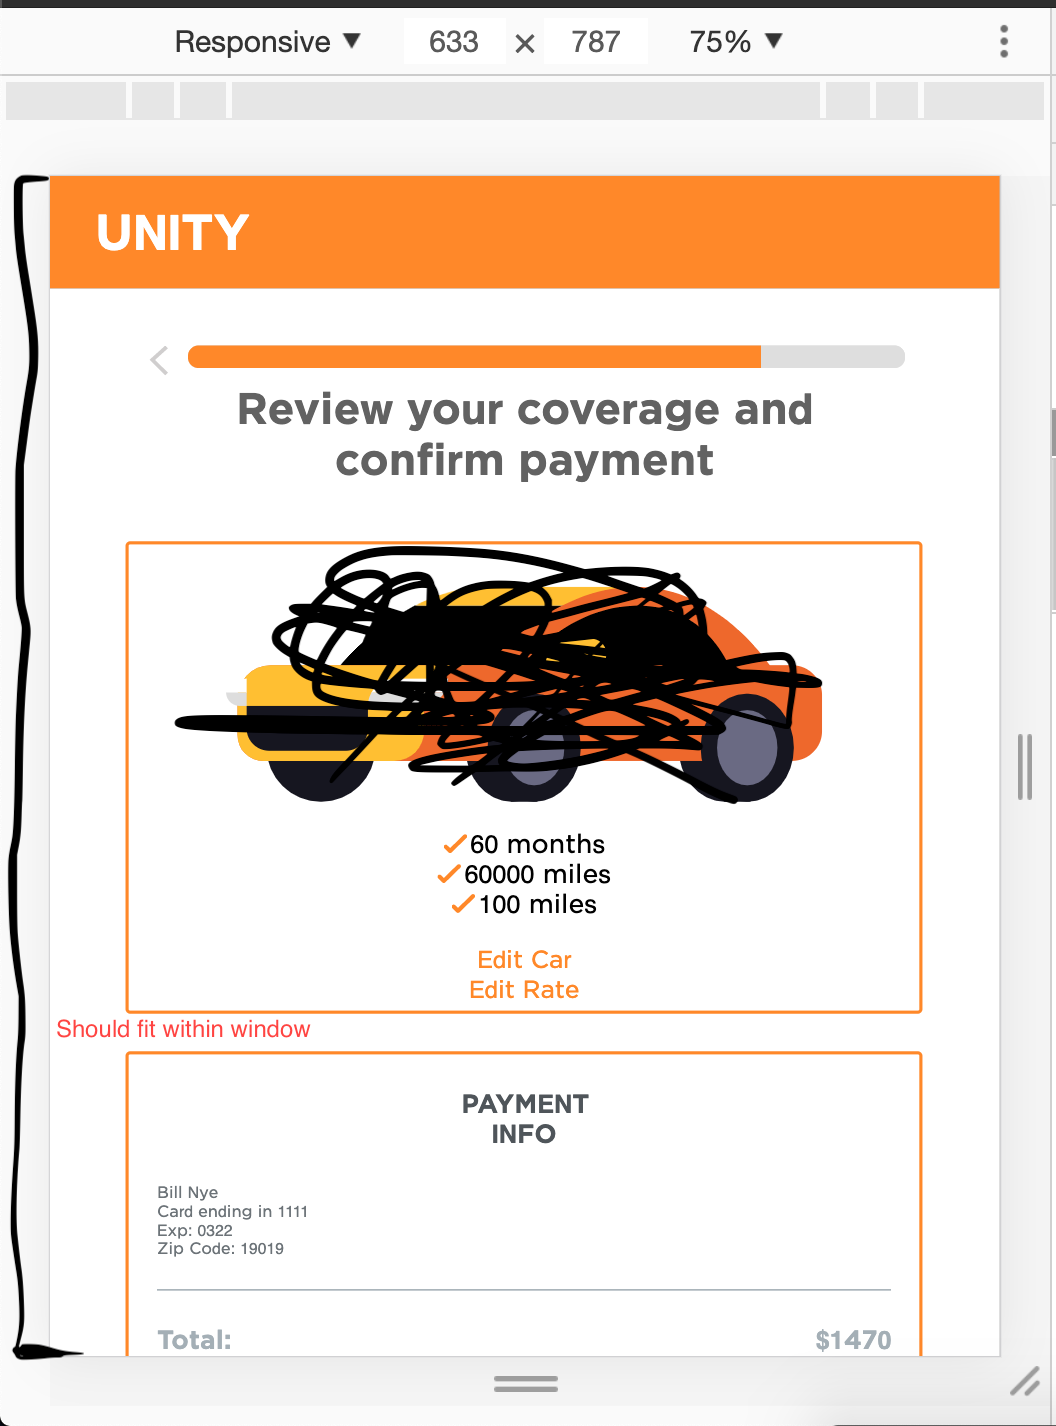 Responsive ▼ 633 × 787 75% ▼
UNITY
Review your coverage and
confirm payment
60 months
60000 miles
100 miles
Edit Car
Edit Rate
Should fit within window
PAYMENT
INFO
Bill Nye
Card ending in 1111
Exp: 0322
Zip Code: 19019
Total: $1470